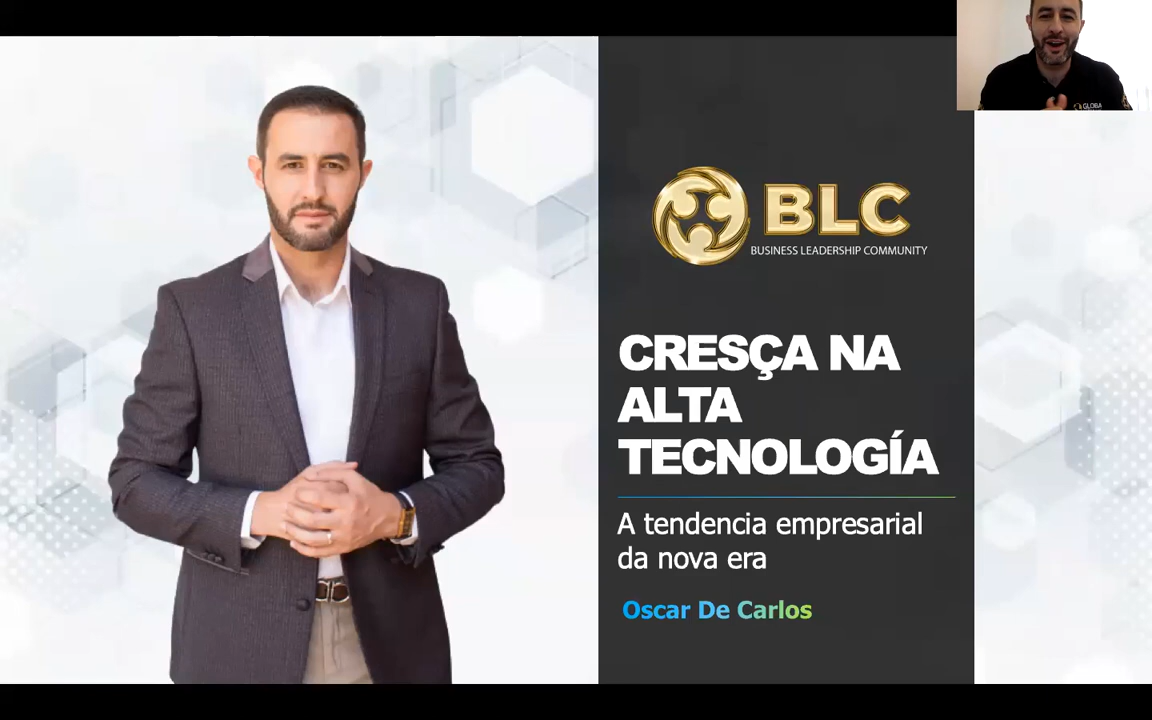 BLC
BUSINESS LEADERSHIP COMMUNITY
CRESÇA NA
ALTA
TECNOLOGÍA
A tendencia empresarial
da nova era
Oscar De Carlos